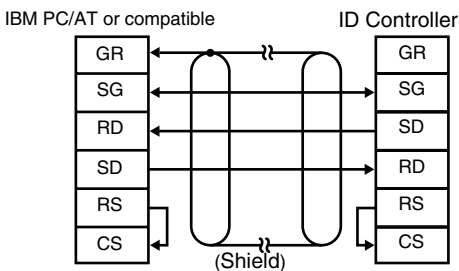 IBM PC/AT or compatible
ID Controller
GR
GR
SG
SG
RD
SD
SD
RD
RS
RS
CS
CS
(Shield)